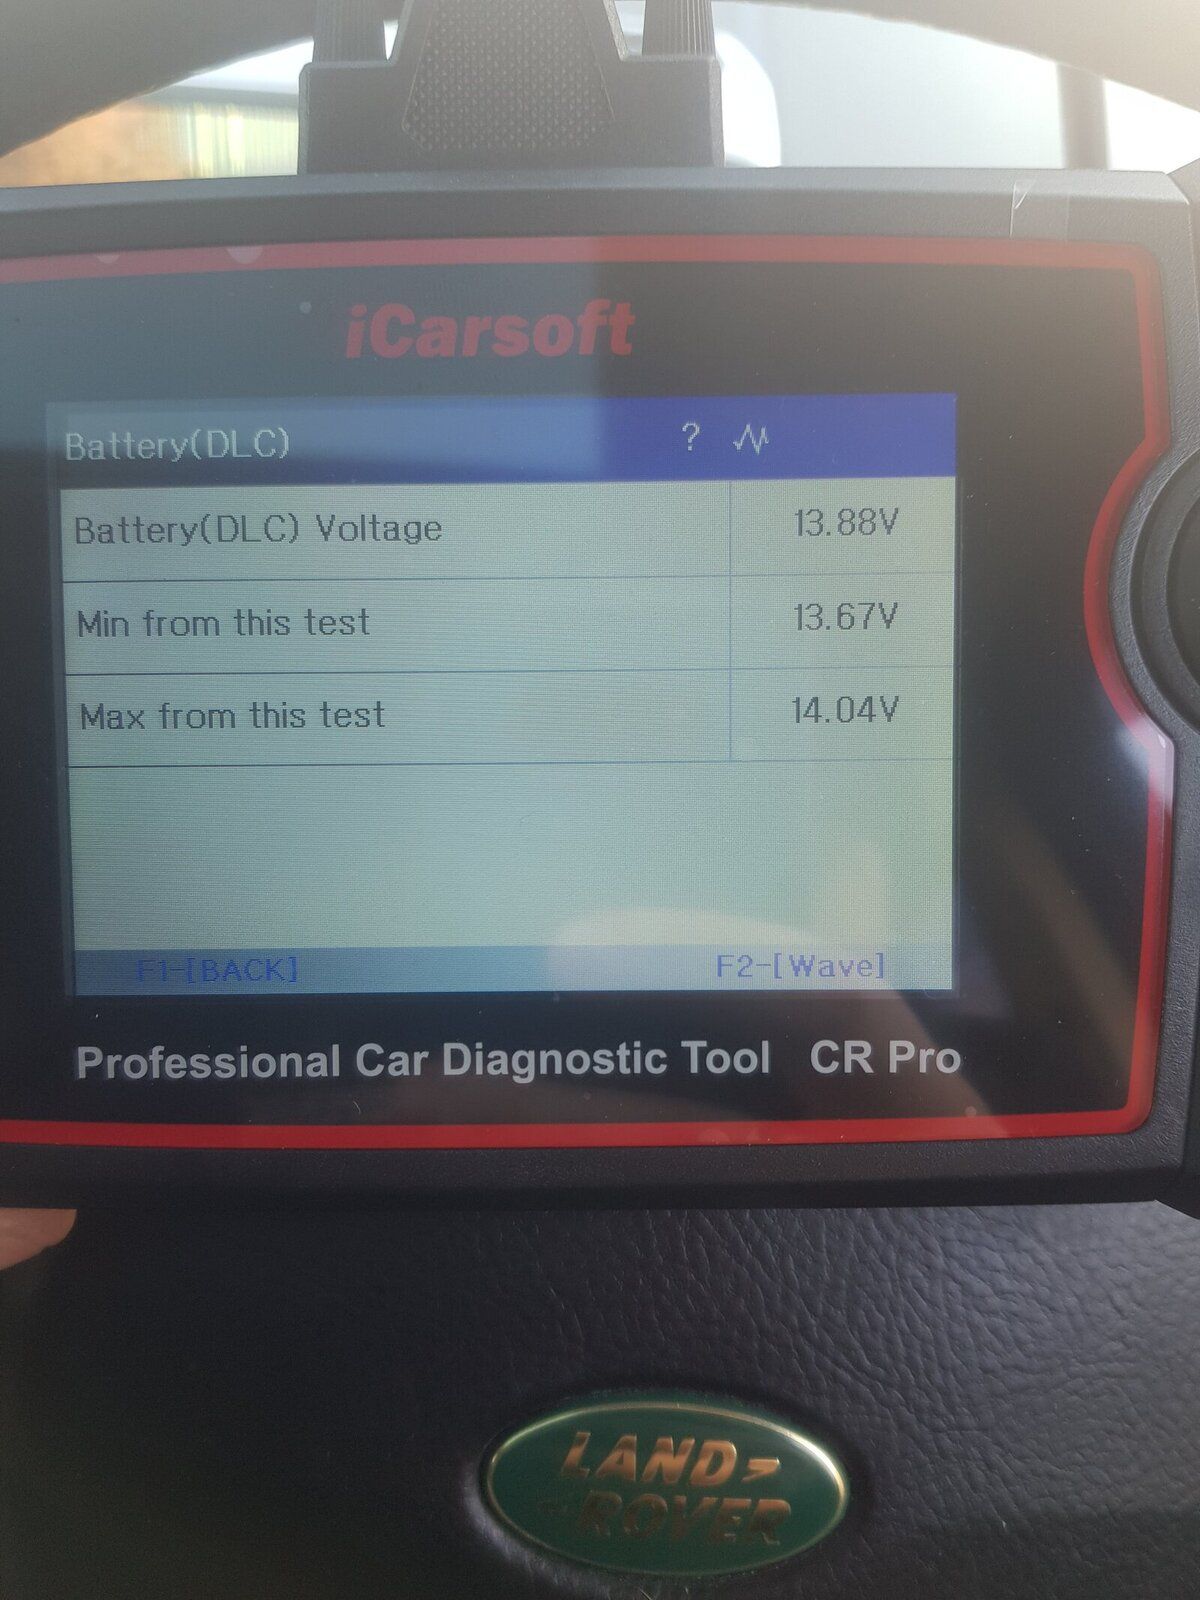 iCarsoft
Battery(DLC) ?
Battery(DLC) Voltage 13.88V
Min from this test 13.67V
Max from this test 14.04V
F1-[BACK] F2-[Wave]
Professional Car Diagnostic Tool CR Pro
LAND
ROVER